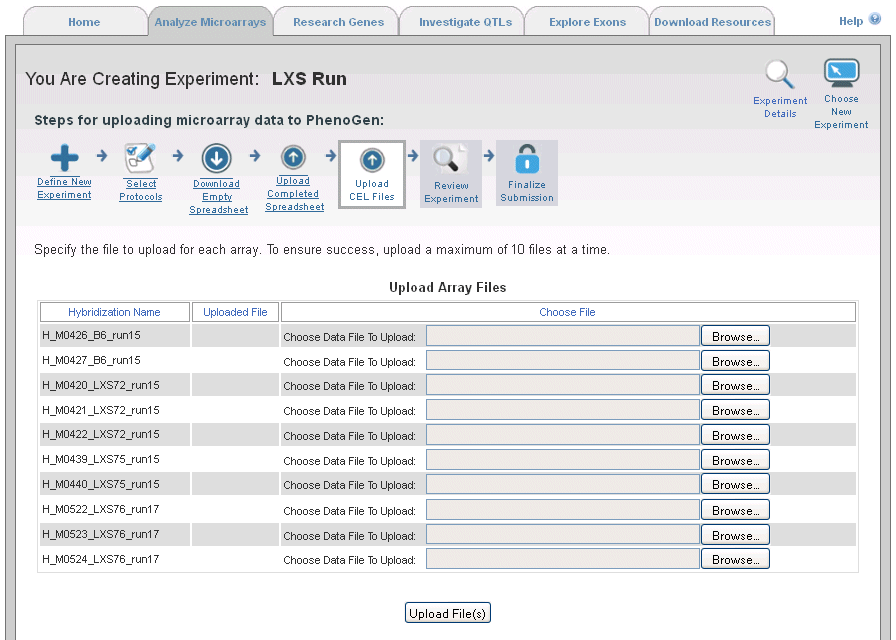 Home Analyze Microarrays Research Genes Investigate QTLs Explore Exons Download Resources Help
You Are Creating Experiment: LXS Run
Experiment Details
Choose New Experiment
Steps for uploading microarray data to PhenoGen:
Define New Experiment
Select Protocols
Download Empty Spreadsheet
Upload Completed Spreadsheet
Upload CEL Files
Review Experiment
Finalize Submission
Specify the file to upload for each array. To ensure success, upload a maximum of 10 files at a time.
Upload Array Files
Hybridization Name Uploaded File Choose File
H_M0426_B6_run15 Choose Data File To Upload: Browse...
H_M0427_B6_run15 Choose Data File To Upload: Browse...
H_M0420_LXS72_run15 Choose Data File To Upload: Browse...
H_M0421_LXS72_run15 Choose Data File To Upload: Browse...
H_M0422_LXS72_run15 Choose Data File To Upload: Browse...
H_M0439_LXS75_run15 Choose Data File To Upload: Browse...
H_M0440_LXS75_run15 Choose Data File To Upload: Browse...
H_M0522_LXS76_run17 Choose Data File To Upload: Browse...
H_M0523_LXS76_run17 Choose Data File To Upload: Browse...
H_M0524_LXS76_run17 Choose Data File To Upload: Browse...
Upload File(s)